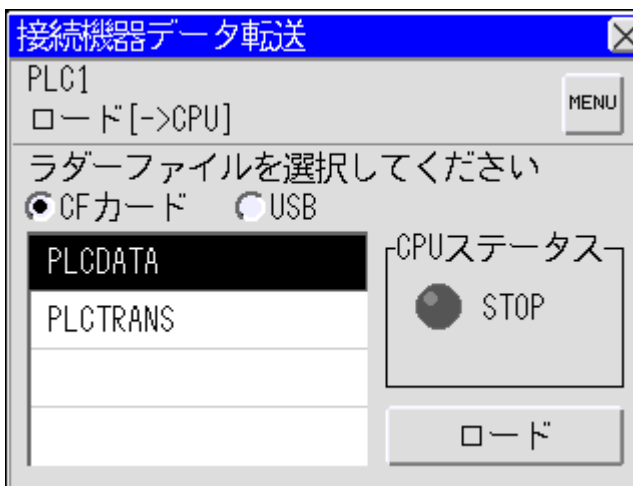 接続機器データ転送
PLC1
ロード[->CPU]
MENU
ラダーファイルを選択してください
CFカード USB
PLCDATA
PLCTRANS
CPUステータス
STOP
ロード